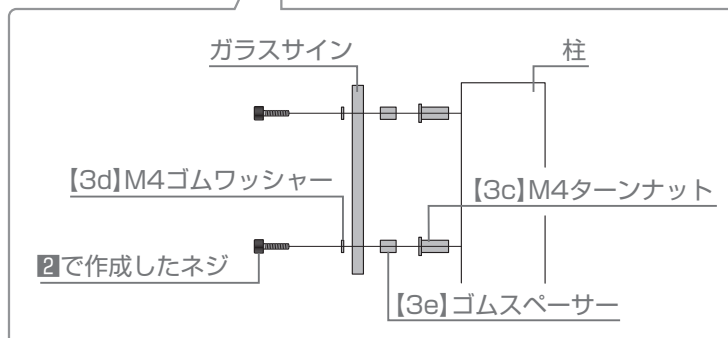 ガラスサイン
柱
【3d】M4ゴムワッシャー
【3c】M4ターンナット
2で作成したネジ
【3e】ゴムスペーサー